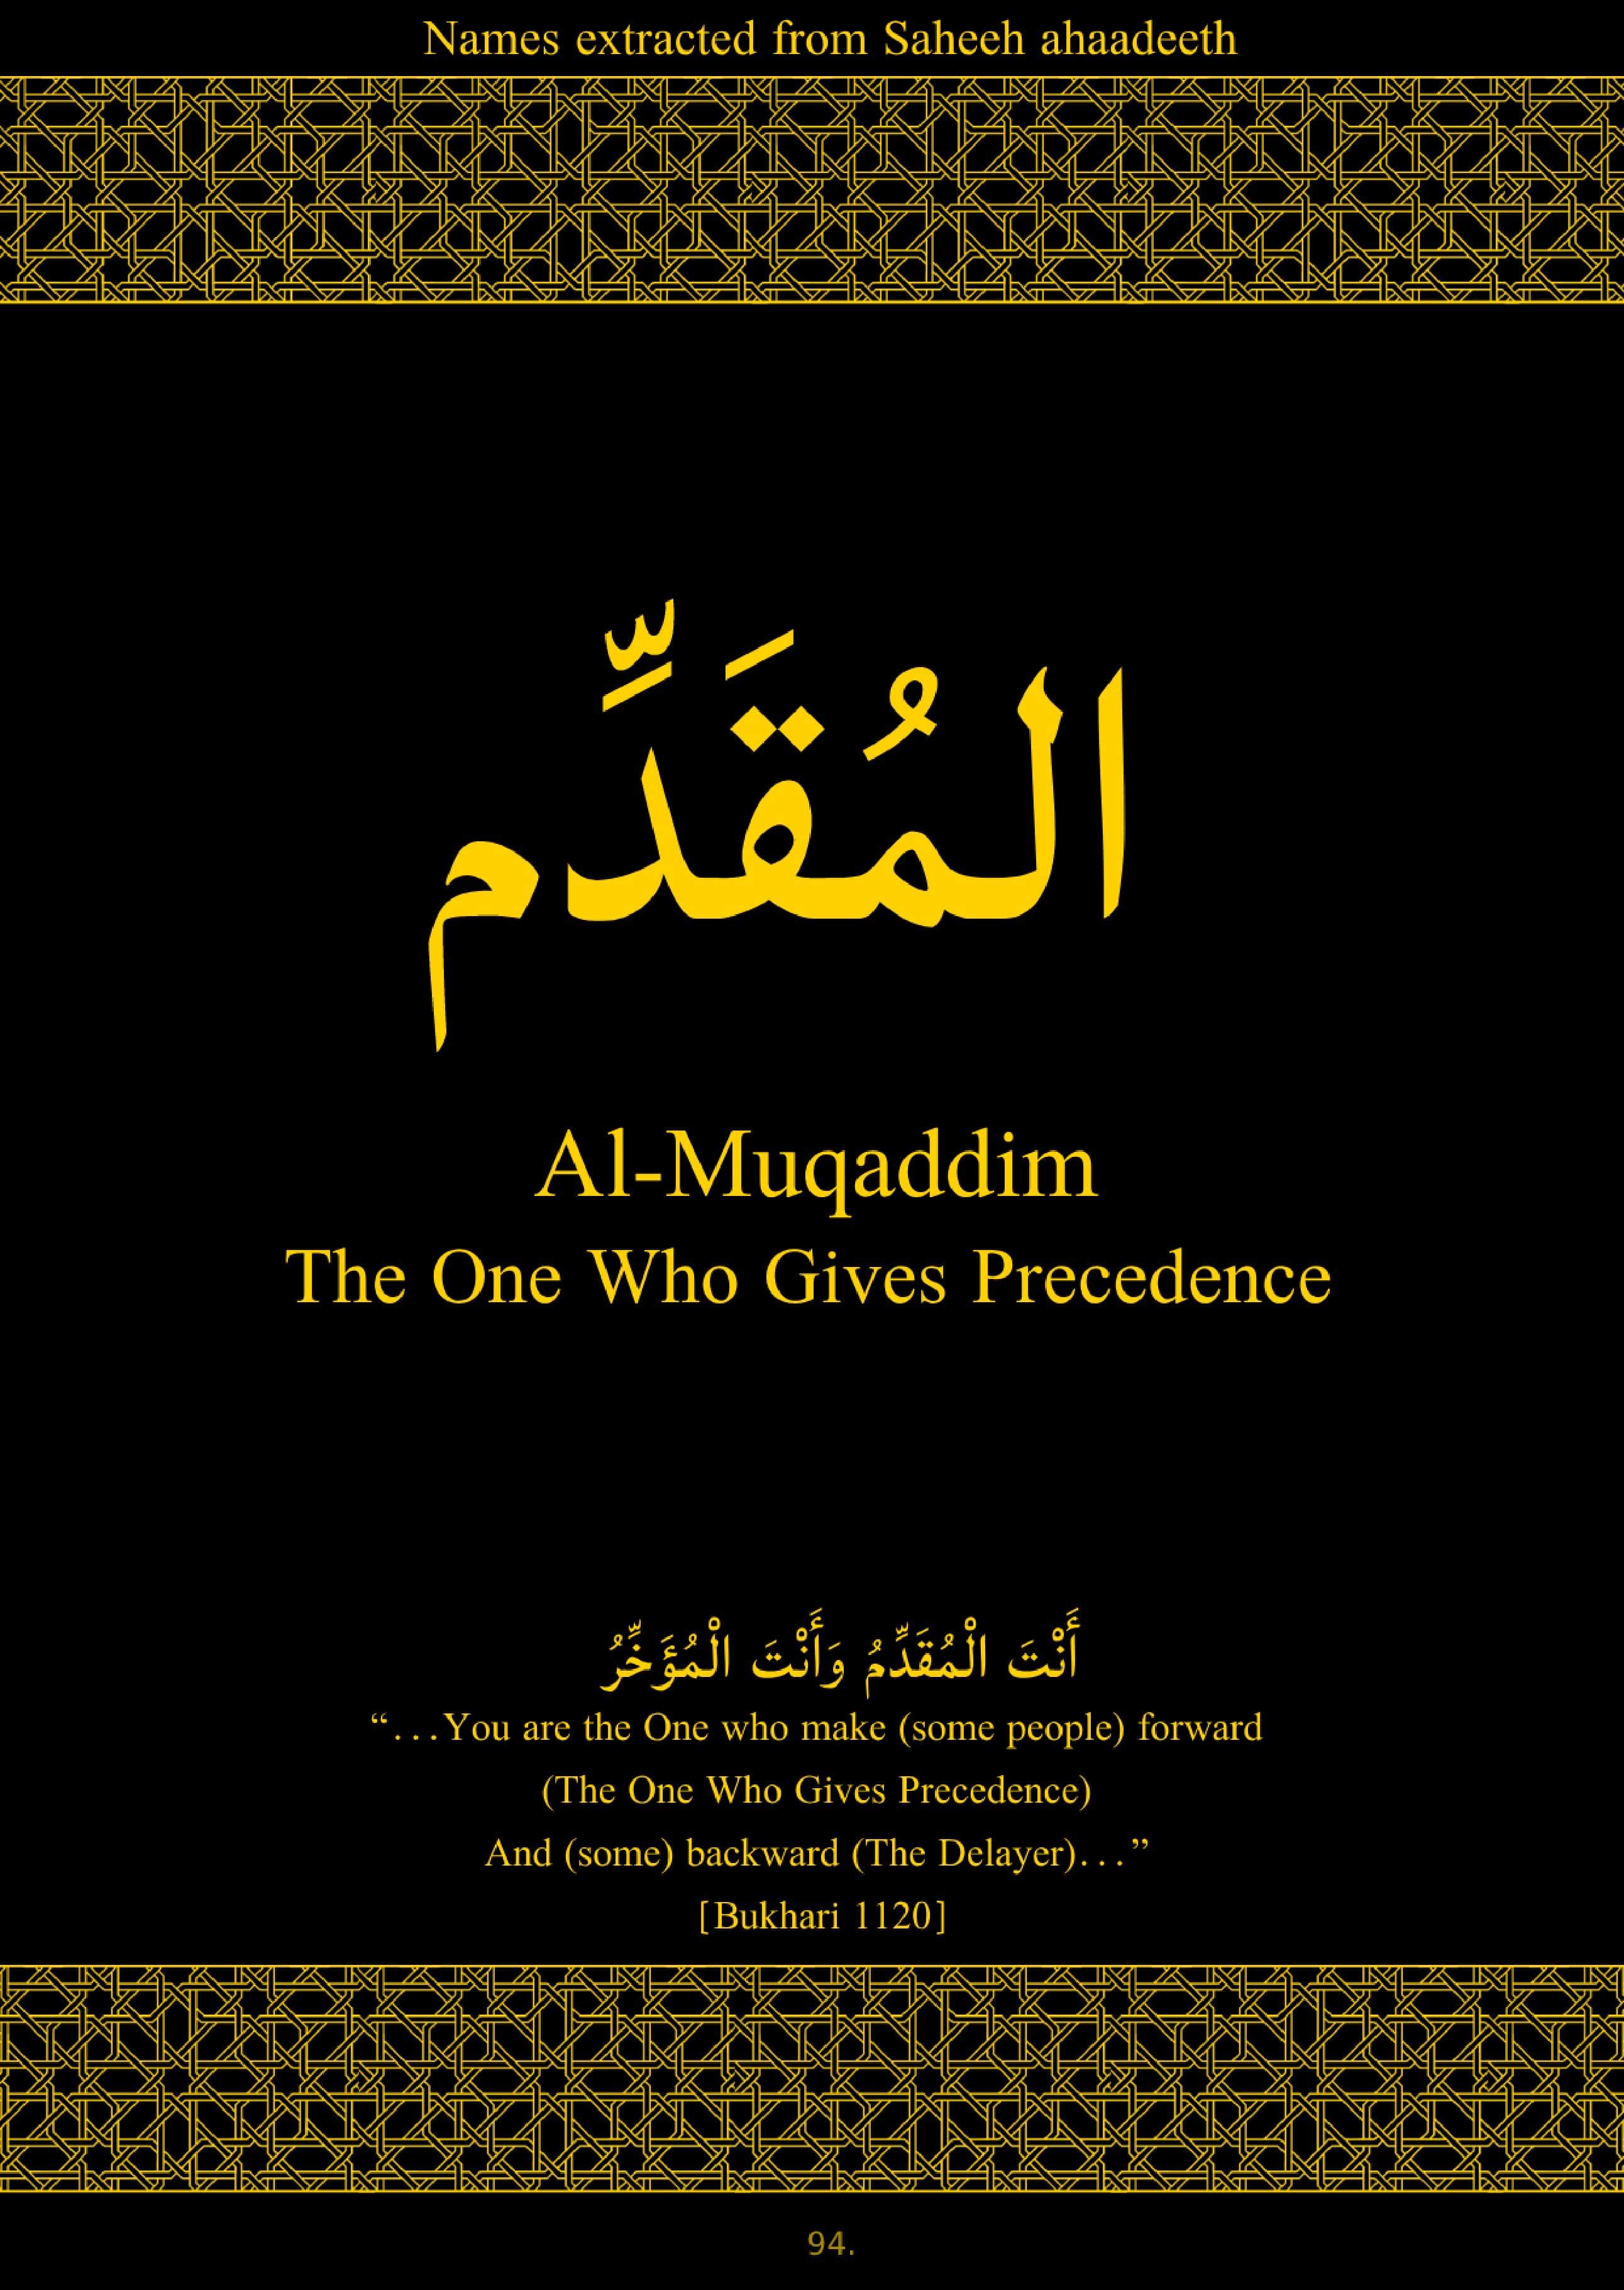 Names extracted from Saheeh ahaadeeth
المُقَدِّم
Al-Muqaddim
The One Who Gives Precedence
أَنْتَ الْمُقَدِّمُ وَأَنْتَ الْمُؤَخِّرُ
“...You are the One who make (some people) forward
(The One Who Gives Precedence)
And (some) backward (The Delayer)...”
[Bukhari 1120]
94.